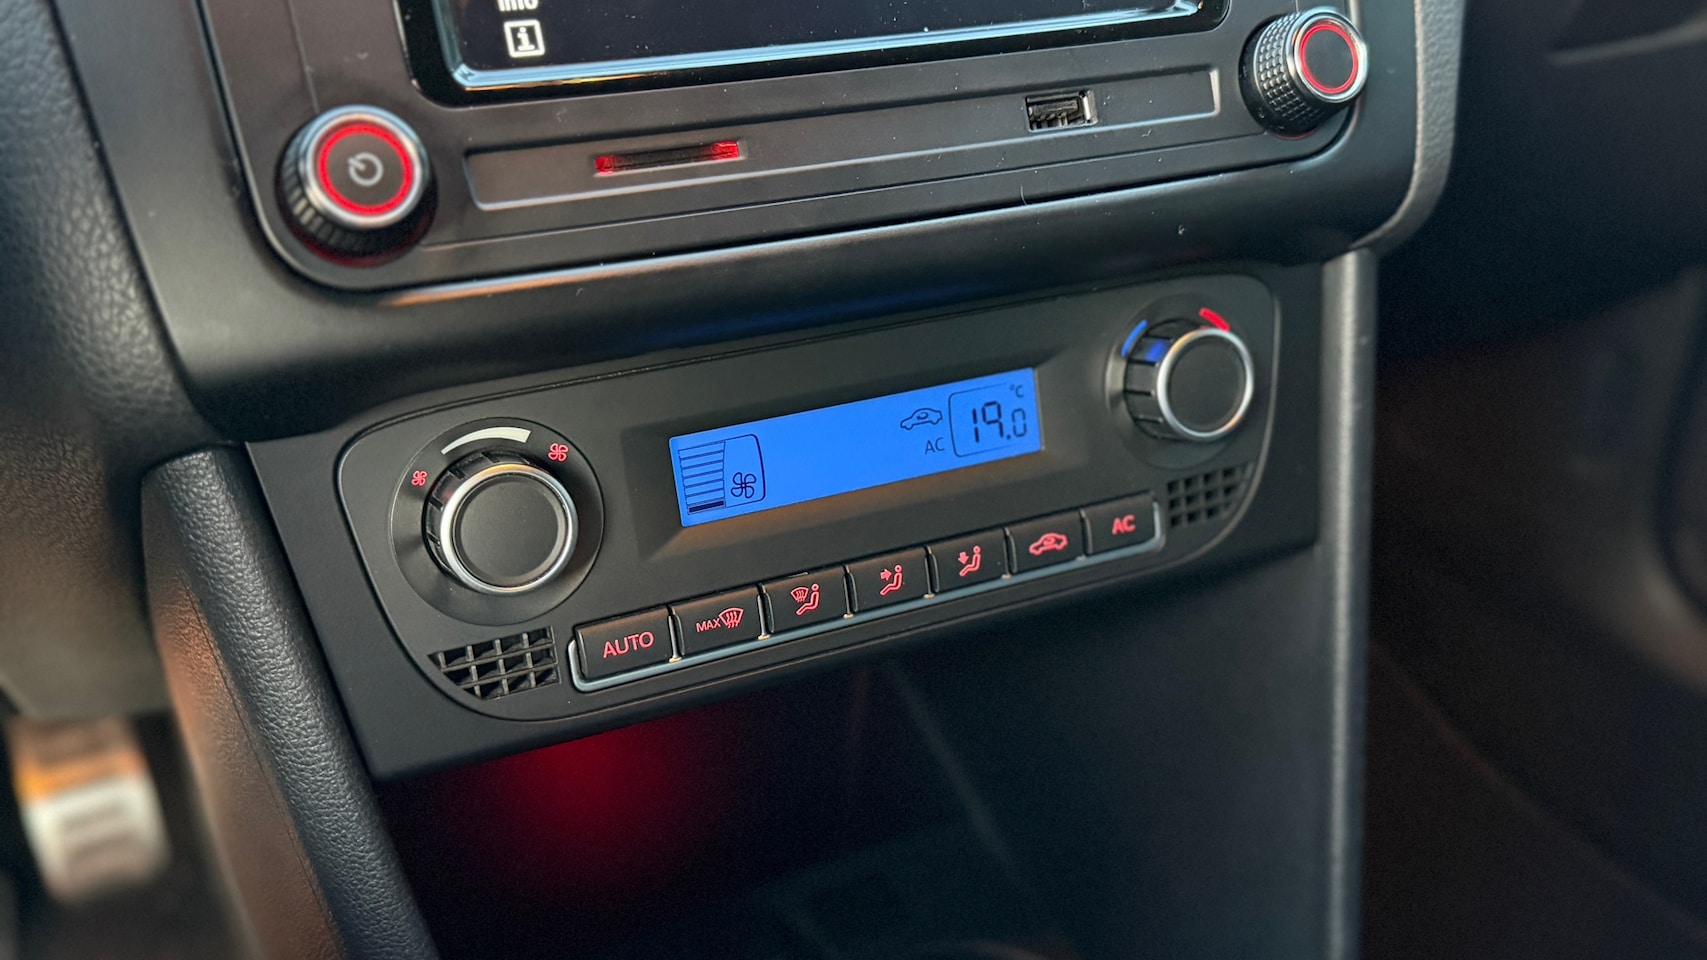 Info
i
°C
AC 19.0
AUTO
MAX
AC